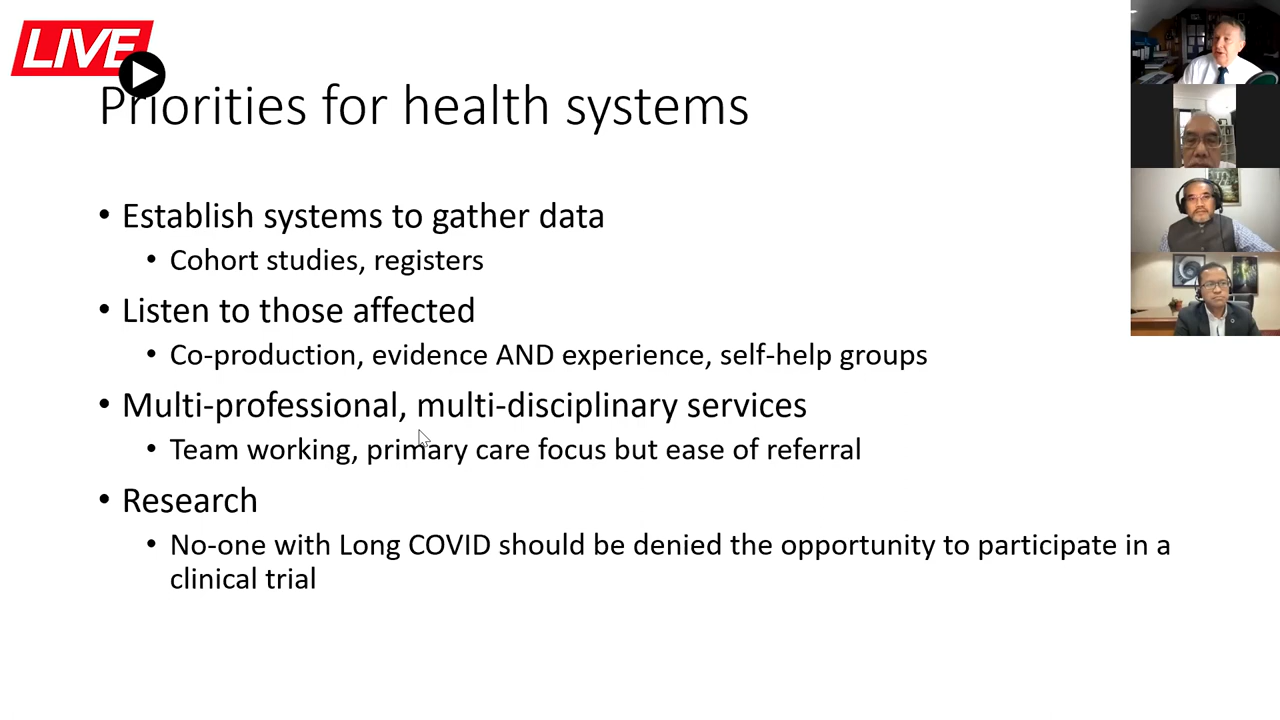 LIVE
Priorities for health systems
• Establish systems to gather data
• Cohort studies, registers
• Listen to those affected
• Co-production, evidence AND experience, self-help groups
• Multi-professional, multi-disciplinary services
• Team working, primary care focus but ease of referral
• Research
• No-one with Long COVID should be denied the opportunity to participate in a
clinical trial